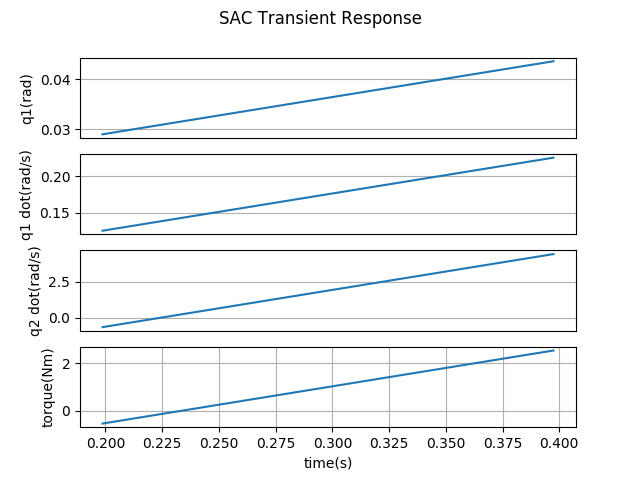 SAC Transient Response
q1(rad)
0.04
0.03
q1 dot(rad/s)
0.20
0.15
q2 dot(rad/s)
2.5
0.0
torque(Nm)
2
0
0.200 0.225 0.250 0.275 0.300 0.325 0.350 0.375 0.400
time(s)